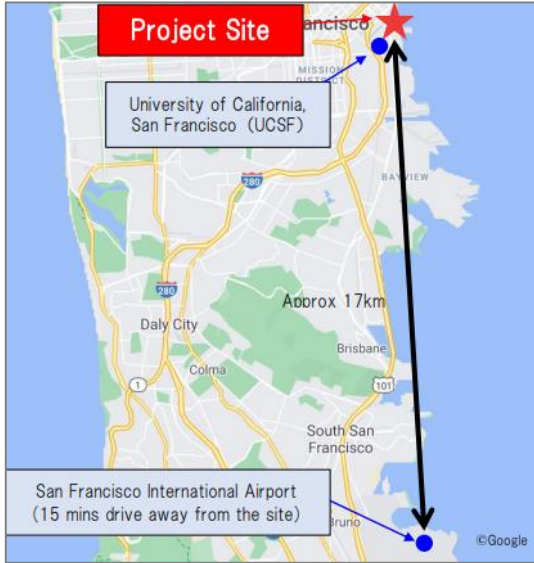 Project Site
ancisco
MISSION
DISTRICT
University of California,
San Francisco (UCSF)
280
BAYVIEW
280
Approx 17km
Daly City
Brisbane
Colma
1
101
South San
Francisco
San Francisco International Airport
(15 mins drive away from the site)
Bruno
©Google